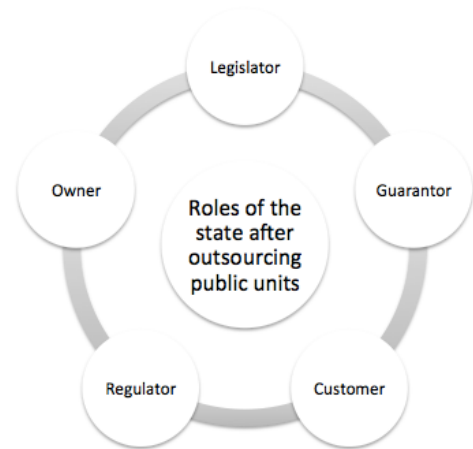 Legislator
Owner
Guarantor
Roles of the
state after
outsourcing
public units
Regulator
Customer